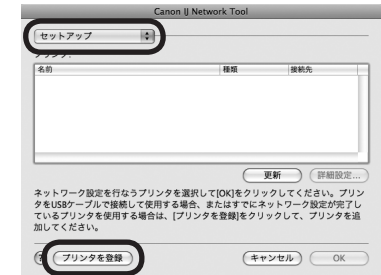 Canon IJ Network Tool
セットアップ
プリンタ:
名前 種類 接続先
更新 詳細設定...
ネットワーク設定を行なうプリンタを選択して[OK]をクリックしてください。プリン
タをUSBケーブルで接続して使用する場合、またはすでにネットワーク設定が完了し
ているプリンタを使用する場合は、[プリンタを登録]をクリックして、プリンタを追
加してください。
? プリンタを登録 キャンセル OK